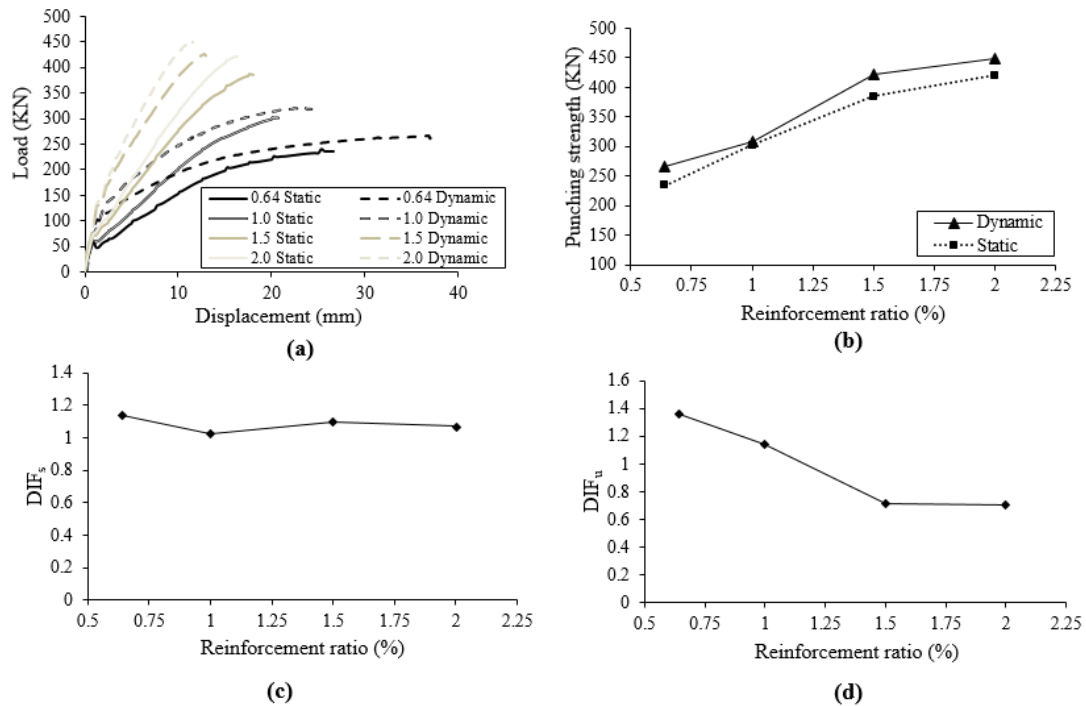 500
450
400
350
300
250
200
150
100
50
0
Load (KN)
0.64 Static
0.64 Dynamic
1.0 Static
1.0 Dynamic
1.5 Static
1.5 Dynamic
2.0 Static
2.0 Dynamic
0 10 20 30 40
Displacement (mm)
(a)
500
450
400
350
300
250
200
150
100
Punching strength (KN)
Dynamic
Static
0.5 0.75 1 1.25 1.5 1.75 2 2.25
Reinforcement ratio (%)
(b)
1.4
1.2
1
0.8
0.6
0.4
0.2
0
DIFs
0.5 0.75 1 1.25 1.5 1.75 2 2.25
Reinforcement ratio (%)
(c)
1.6
1.4
1.2
1
0.8
0.6
0.4
0.2
0
DIFu
0.5 0.75 1 1.25 1.5 1.75 2 2.25
Reinforcement ratio (%)
(d)